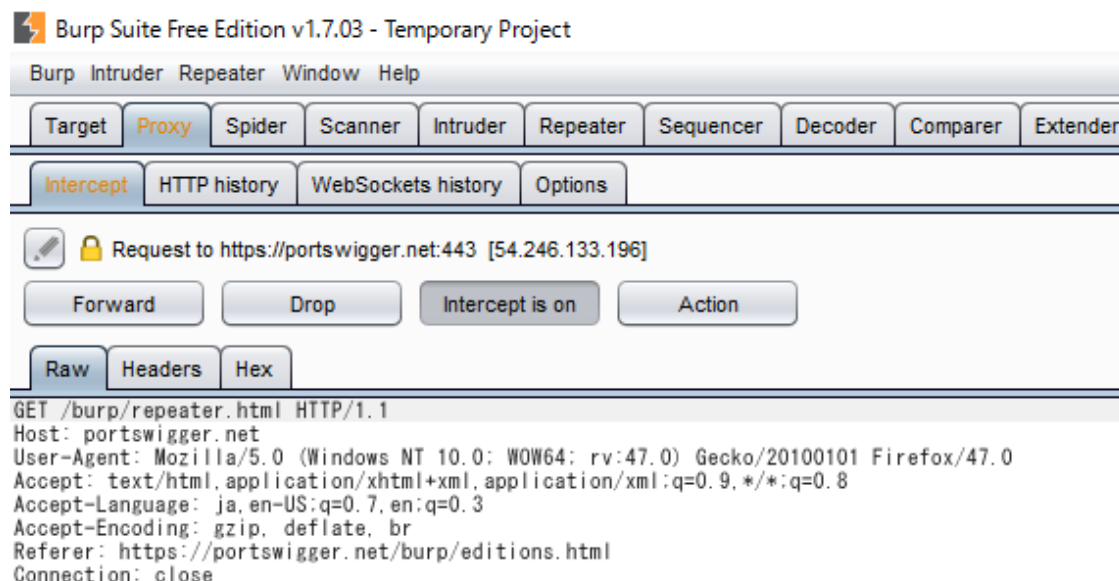 Burp Suite Free Edition v1.7.03 - Temporary Project
Burp Intruder Repeater Window Help
Target Proxy Spider Scanner Intruder Repeater Sequencer Decoder Comparer Extender
Intercept HTTP history WebSockets history Options
Request to https://portswigger.net:443 [54.246.133.196]
Forward Drop Intercept is on Action
Raw Headers Hex
GET /burp/repeater.html HTTP/1.1
Host: portswigger.net
User-Agent: Mozilla/5.0 (Windows NT 10.0; WOW64; rv:47.0) Gecko/20100101 Firefox/47.0
Accept: text/html,application/xhtml+xml,application/xml;q=0.9,*/*;q=0.8
Accept-Language: ja,en-US;q=0.7,en;q=0.3
Accept-Encoding: gzip, deflate, br
Referer: https://portswigger.net/burp/editions.html
Connection: close